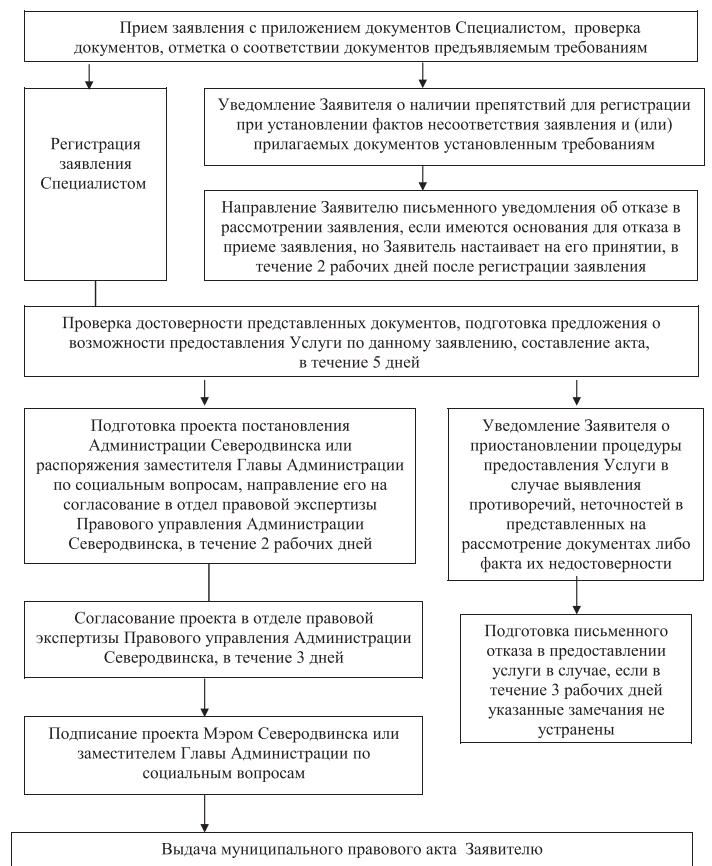 Прием заявления с приложением документов Специалистом, проверка
документов, отметка о соответствии документов предъявляемым требованиям
Регистрация
заявления
Специалистом
Уведомление Заявителя о наличии препятствий для регистрации
при установлении фактов несоответствия заявления и (или)
прилагаемых документов установленным требованиям
Направление Заявителю письменного уведомления об отказе в
рассмотрении заявления, если имеются основания для отказа в
приеме заявления, но Заявитель настаивает на его принятии, в
течение 2 рабочих дней после регистрации заявления
Проверка достоверности представленных документов, подготовка предложения о
возможности предоставления Услуги по данному заявлению, составление акта,
в течение 5 дней
Подготовка проекта постановления
Администрации Северодвинска или
распоряжения заместителя Главы Администрации
по социальным вопросам, направление его на
согласование в отдел правовой экспертизы
Правового управления Администрации
Северодвинска, в течение 2 рабочих дней
Уведомление Заявителя о
приостановлении процедуры
предоставления Услуги в
случае выявления
противоречий, неточностей в
представленных на
рассмотрение документах либо
факта их недостоверности
Согласование проекта в отделе правовой
экспертизы Правового управления Администрации
Северодвинска, в течение 3 дней
Подготовка письменного
отказа в предоставлении
услуги в случае, если в
течение 3 рабочих дней
указанные замечания не
устранены
Подписание проекта Мэром Северодвинска или
заместителем Главы Администрации по
социальным вопросам
Выдача муниципального правового акта Заявителю